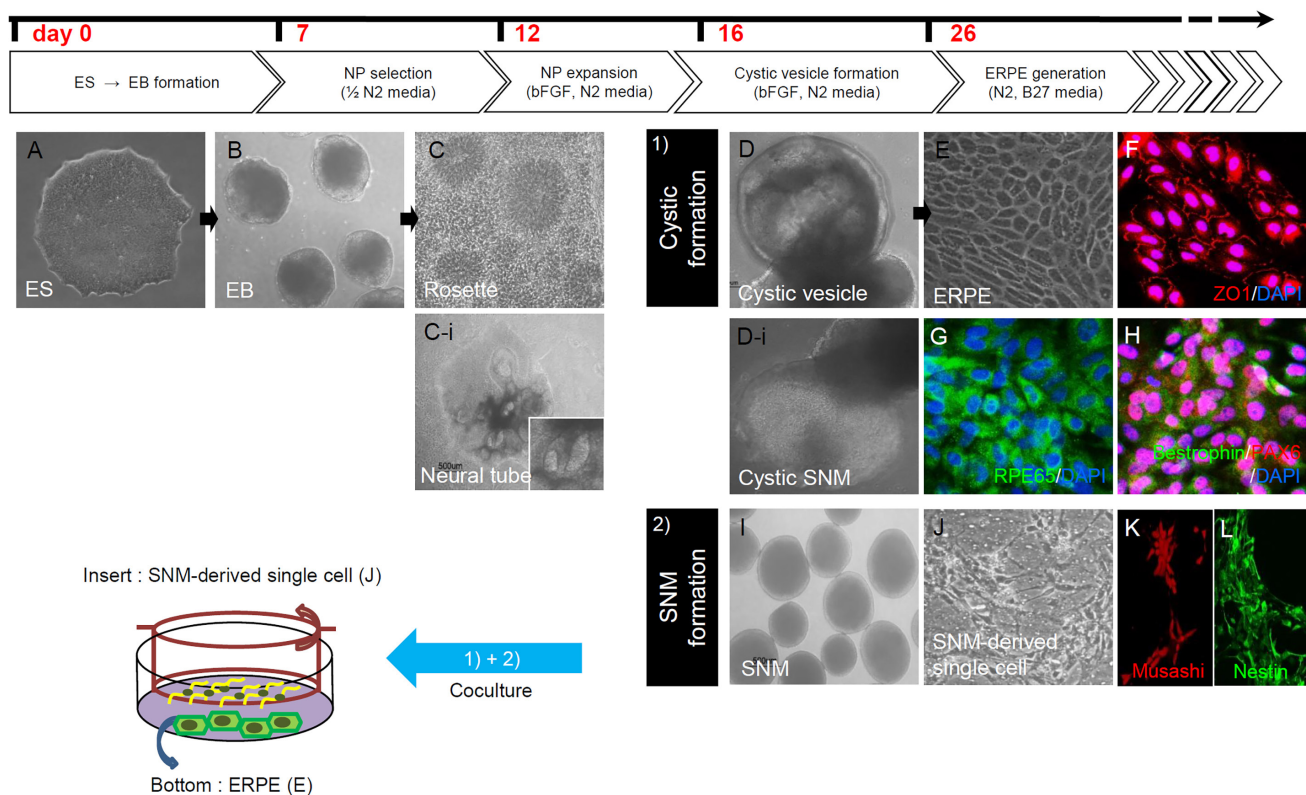 day 0
7
12
16
26
ES → EB formation
NP selection
(½ N2 media)
NP expansion
(bFGF, N2 media)
Cystic vesicle formation
(bFGF, N2 media)
ERPE generation
(N2, B27 media)
A
ES
B
EB
C
Rosette
C-i
500um
Neural tube
1)
Cystic
formation
D
Cystic vesicle
E
ERPE
F
ZO1/DAPI
D-i
Cystic SNM
G
RPE65/DAPI
H
Bestrophin/PAX6
/DAPI
2)
SNM
formation
I
SNM
J
SNM-derived
single cell
K
Musashi
L
Nestin
Insert : SNM-derived single cell (J)
1) + 2)
Coculture
Bottom : ERPE (E)